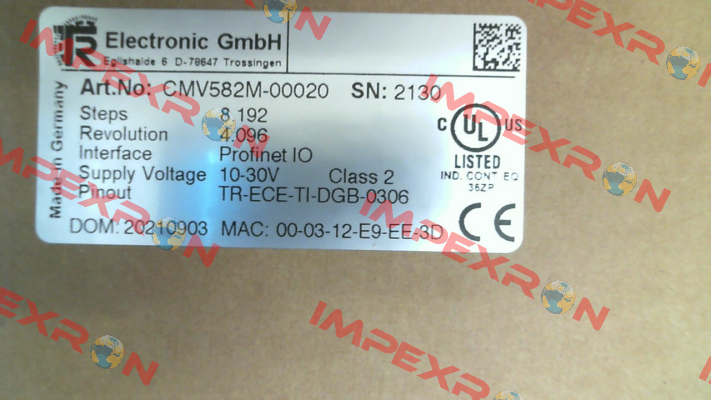 TR Electronic GmbH
Eglishalde 6 D-78647 Trossingen
Art.No: CMV582M-00020 SN: 2130
Steps 8.192
Revolution 4.096
Interface Profinet IO
Supply Voltage 10-30V Class 2
Pinout TR-ECE-TI-DGB-0306
DOM: 20210903 MAC: 00-03-12-E9-EE-3D
Made in Germany
C UL US
LISTED
IND. CONT. EQ
36ZP
CE
IMPEXRON
IMPEXRON
IMPEXRON
IMPEXRON
IMPEXRON
IMPEXRON